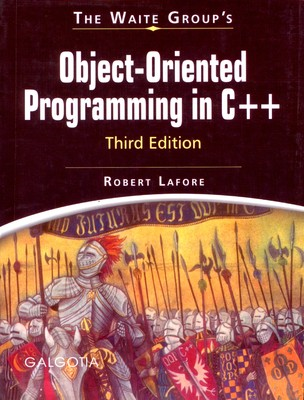 THE WAITE GROUP'S
Object-Oriented
Programming in C++
Third Edition
ROBERT LAFORE
GALGOTIA